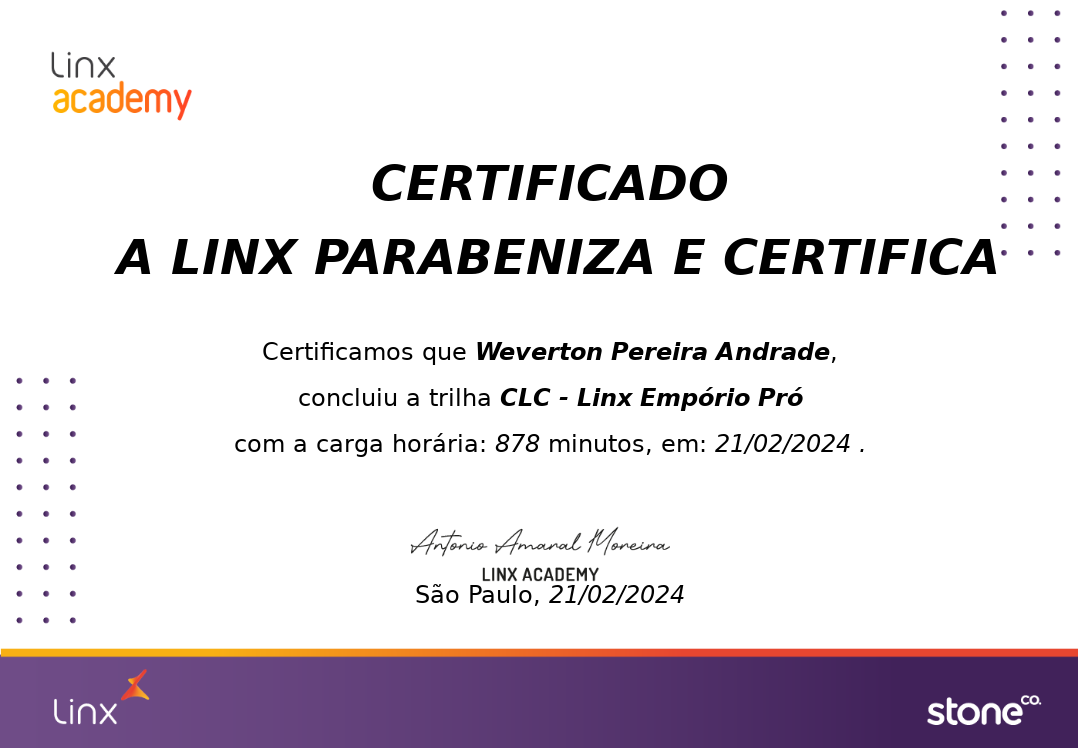 Linx
academy
CERTIFICADO
A LINX PARABENIZA E CERTIFICA
Certificamos que Weverton Pereira Andrade,
concluiu a trilha CLC - Linx Empório Pró
com a carga horária: 878 minutos, em: 21/02/2024 .
Antonio Amaral Moreira
LINX ACADEMY
São Paulo, 21/02/2024
Linx
stone co.